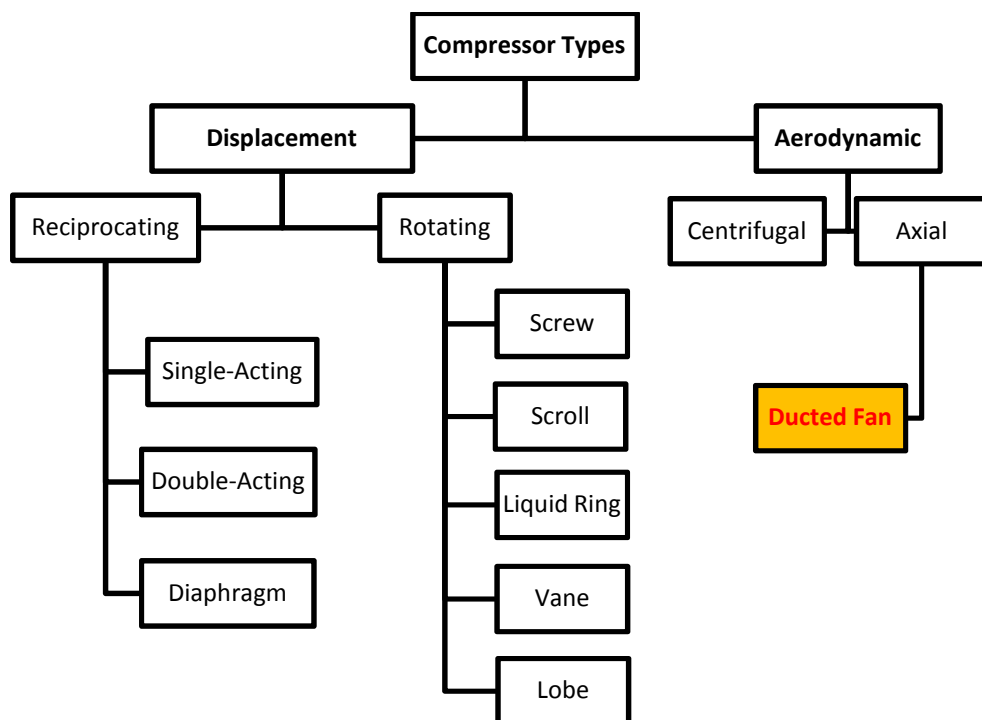 Compressor Types
Displacement
Aerodynamic
Reciprocating
Rotating
Centrifugal
Axial
Screw
Single-Acting
Scroll
Ducted Fan
Double-Acting
Liquid Ring
Diaphragm
Vane
Lobe